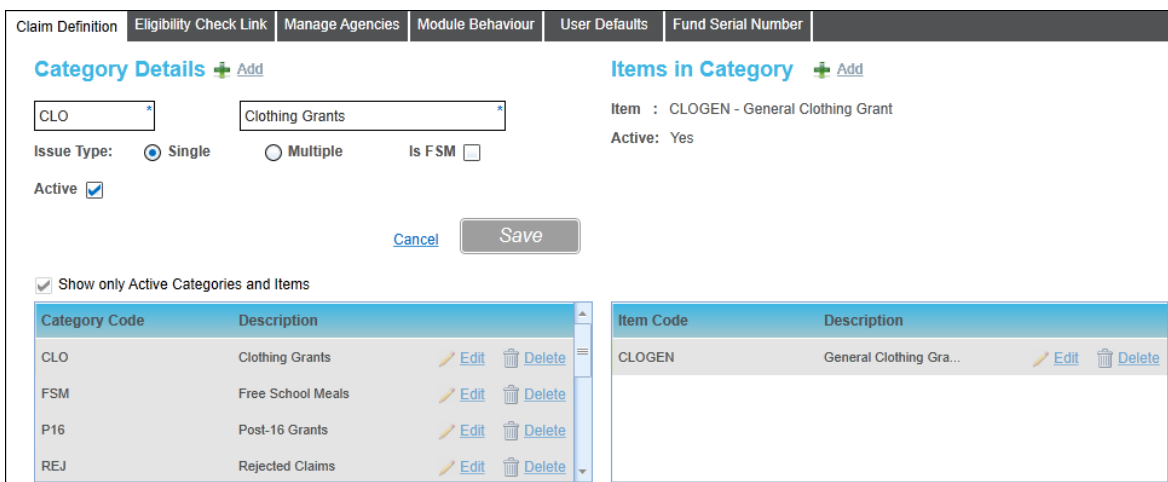 Claim Definition Eligibility Check Link Manage Agencies Module Behaviour User Defaults Fund Serial Number
Category Details Add
CLO * Clothing Grants *
Issue Type: Single Multiple Is FSM
Active
Cancel Save
Items in Category Add
Item : CLOGEN - General Clothing Grant
Active: Yes
Show only Active Categories and Items
Category Code Description
CLO Clothing Grants Edit Delete
FSM Free School Meals Edit Delete
P16 Post-16 Grants Edit Delete
REJ Rejected Claims Edit Delete
Item Code Description
CLOGEN General Clothing Gra... Edit Delete